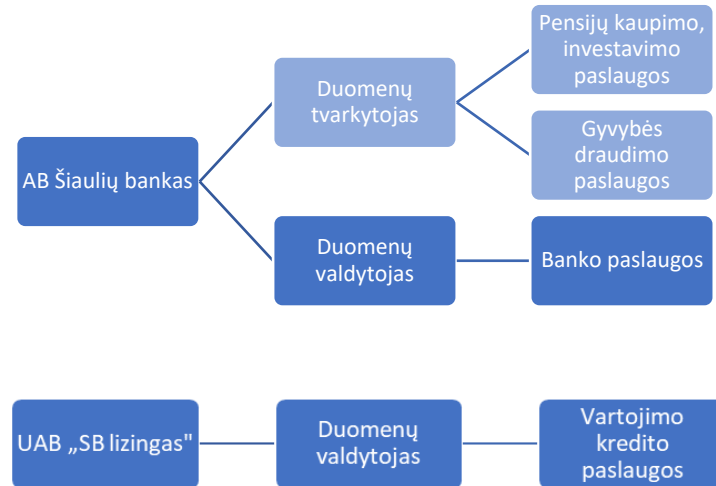 Pensijų kaupimo,
investavimo
paslaugos
Duomenų
tvarkytojas
Gyvybės
draudimo
paslaugos
AB Šiaulių bankas
Duomenų
valdytojas
Banko paslaugos
UAB „SB lizingas"
Duomenų
valdytojas
Vartojimo
kredito
paslaugos